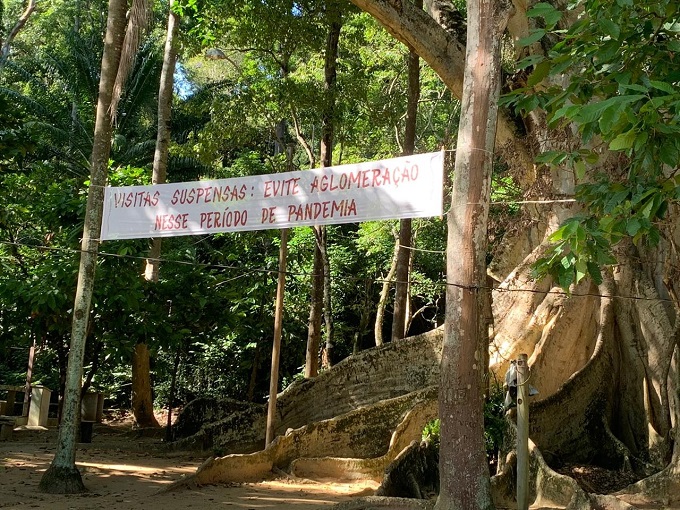 VISITAS SUSPENSAS: EVITE AGLOMERAÇÃO
NESSE PERÍODO DE PANDEMIA